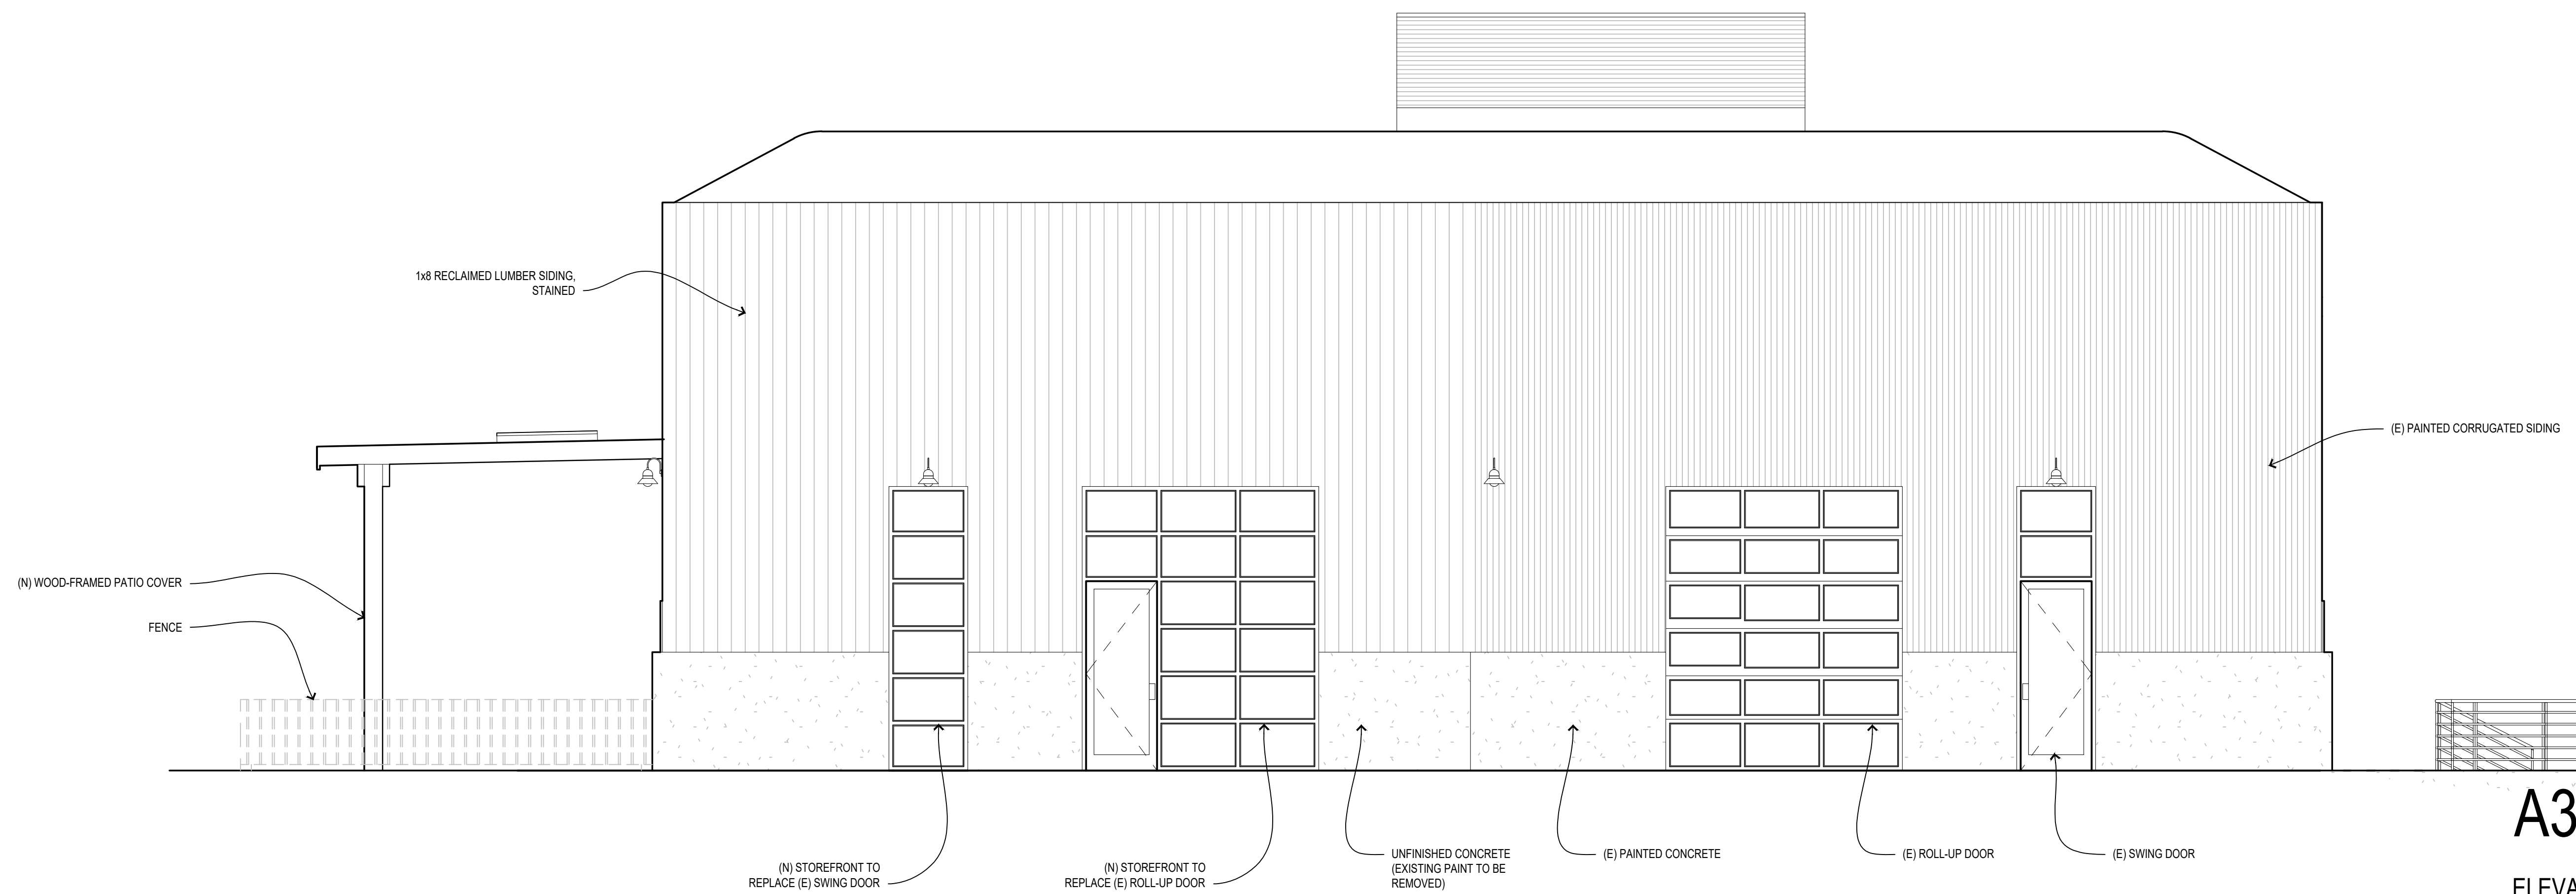 1x8 RECLAIMED LUMBER SIDING,
STAINED
(E) PAINTED CORRUGATED SIDING
(N) WOOD-FRAMED PATIO COVER
FENCE
(N) STOREFRONT TO
REPLACE (E) SWING DOOR
(N) STOREFRONT TO
REPLACE (E) ROLL-UP DOOR
UNFINISHED CONCRETE
(EXISTING PAINT TO BE
REMOVED)
(E) PAINTED CONCRETE
(E) ROLL-UP DOOR
(E) SWING DOOR
A3